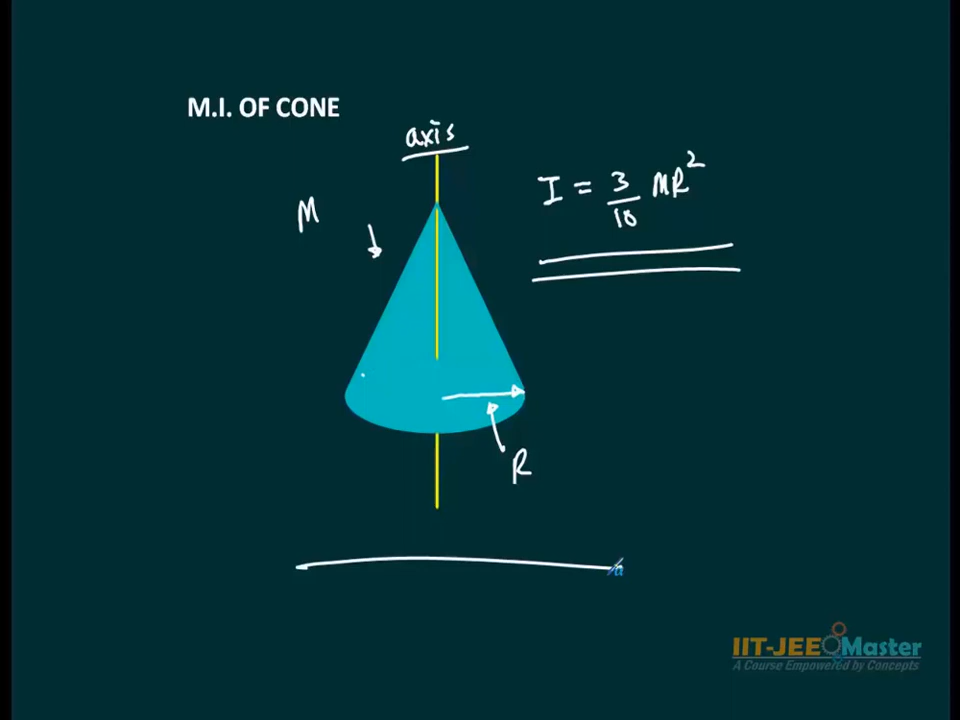 M.I. OF CONE
axis
M
I = 3/10 MR²
R
IIT-JEE Master
A Course Empowered by Concepts